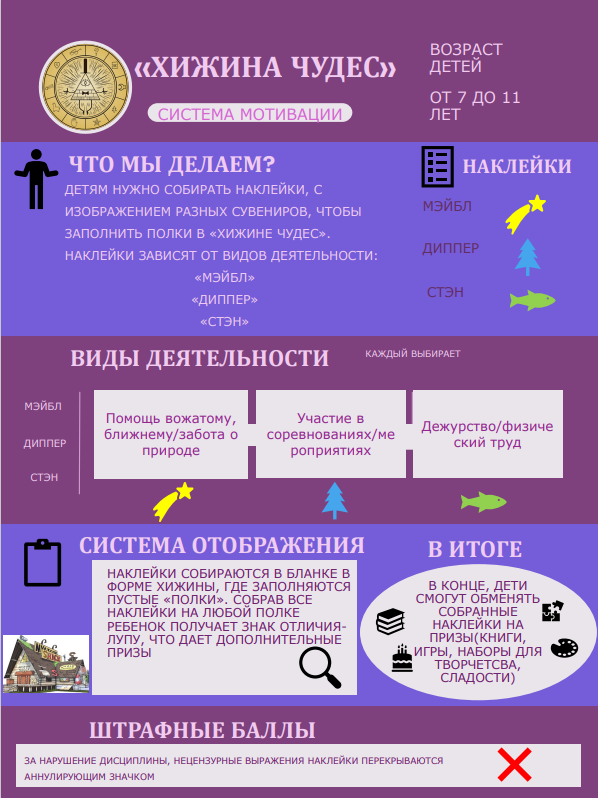 «ХИЖИНА ЧУДЕС»
СИСТЕМА МОТИВАЦИИ
ВОЗРАСТ
ДЕТЕЙ
ОТ 7 ДО 11
ЛЕТ
ЧТО МЫ ДЕЛАЕМ?
ДЕТЯМ НУЖНО СОБИРАТЬ НАКЛЕЙКИ, С
ИЗОБРАЖЕНИЕМ РАЗНЫХ СУВЕНИРОВ, ЧТОБЫ
ЗАПОЛНИТЬ ПОЛКИ В «ХИЖИНЕ ЧУДЕС».
НАКЛЕЙКИ ЗАВИСЯТ ОТ ВИДОВ ДЕЯТЕЛЬНОСТИ:
«МЭЙБЛ»
«ДИППЕР»
«СТЭН»
НАКЛЕЙКИ
МЭЙБЛ
ДИППЕР
СТЭН
ВИДЫ ДЕЯТЕЛЬНОСТИ
КАЖДЫЙ ВЫБИРАЕТ
МЭЙБЛ
ДИППЕР
СТЭН
Помощь вожатому,
ближнему/забота о
природе
Участие в
соревнованиях/ме
роприятиях
Дежурство/физиче
ский труд
СИСТЕМА ОТОБРАЖЕНИЯ
НАКЛЕЙКИ СОБИРАЮТСЯ В БЛАНКЕ В
ФОРМЕ ХИЖИНЫ, ГДЕ ЗАПОЛНЯЮТСЯ
ПУСТЫЕ «ПОЛКИ». СОБРАВ ВСЕ
НАКЛЕЙКИ НА ЛЮБОЙ ПОЛКЕ
РЕБЕНОК ПОЛУЧАЕТ ЗНАК ОТЛИЧИЯ-
ЛУПУ, ЧТО ДАЕТ ДОПОЛНИТЕЛЬНЫЕ
ПРИЗЫ
В ИТОГЕ
В КОНЦЕ, ДЕТИ
СМОГУТ ОБМЕНЯТЬ
СОБРАННЫЕ
НАКЛЕЙКИ НА
ПРИЗЫ(КНИГИ,
ИГРЫ, НАБОРЫ ДЛЯ
ТВОРЧЕТСВА,
СЛАДОСТИ)
ШТРАФНЫЕ БАЛЛЫ
ЗА НАРУШЕНИЕ ДИСЦИПЛИНЫ, НЕЦЕНЗУРНЫЕ ВЫРАЖЕНИЯ НАКЛЕЙКИ ПЕРЕКРЫВАЮТСЯ
АННУЛИРУЮЩИМ ЗНАЧКОМ